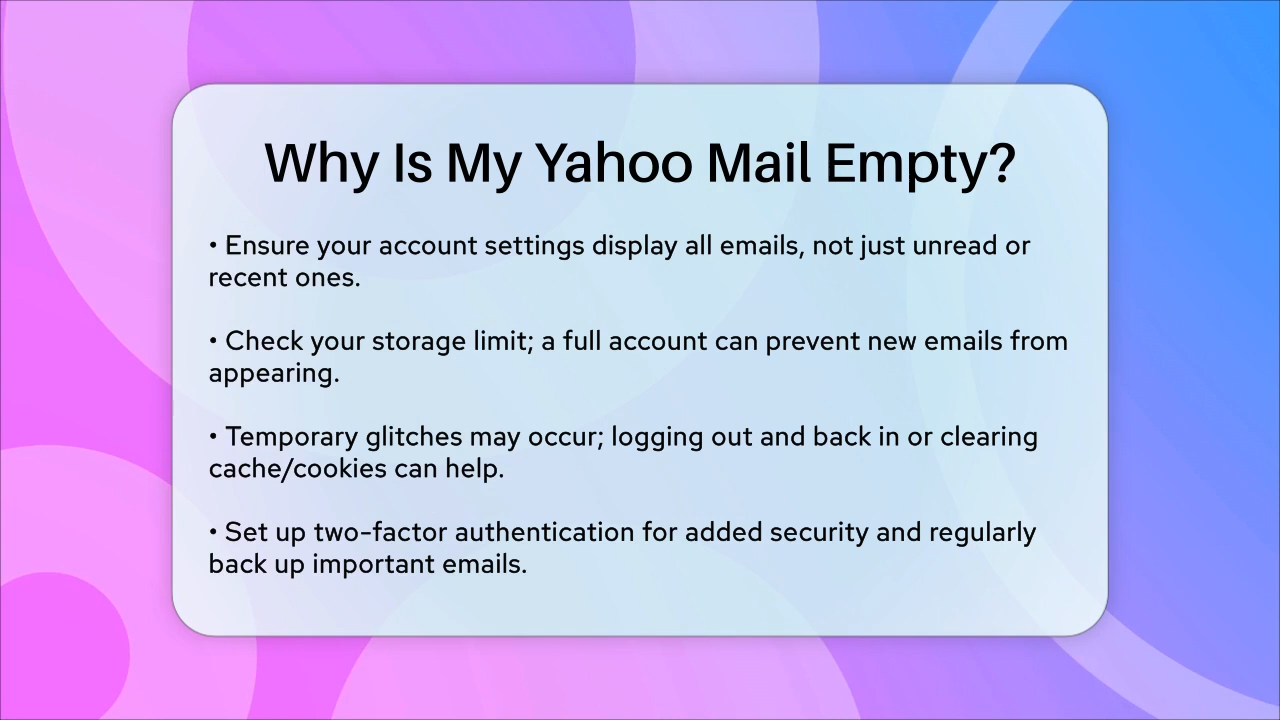 Why Is My Yahoo Mail Empty?
• Ensure your account settings display all emails, not just unread or
recent ones.
• Check your storage limit; a full account can prevent new emails from
appearing.
• Temporary glitches may occur; logging out and back in or clearing
cache/cookies can help.
• Set up two-factor authentication for added security and regularly
back up important emails.